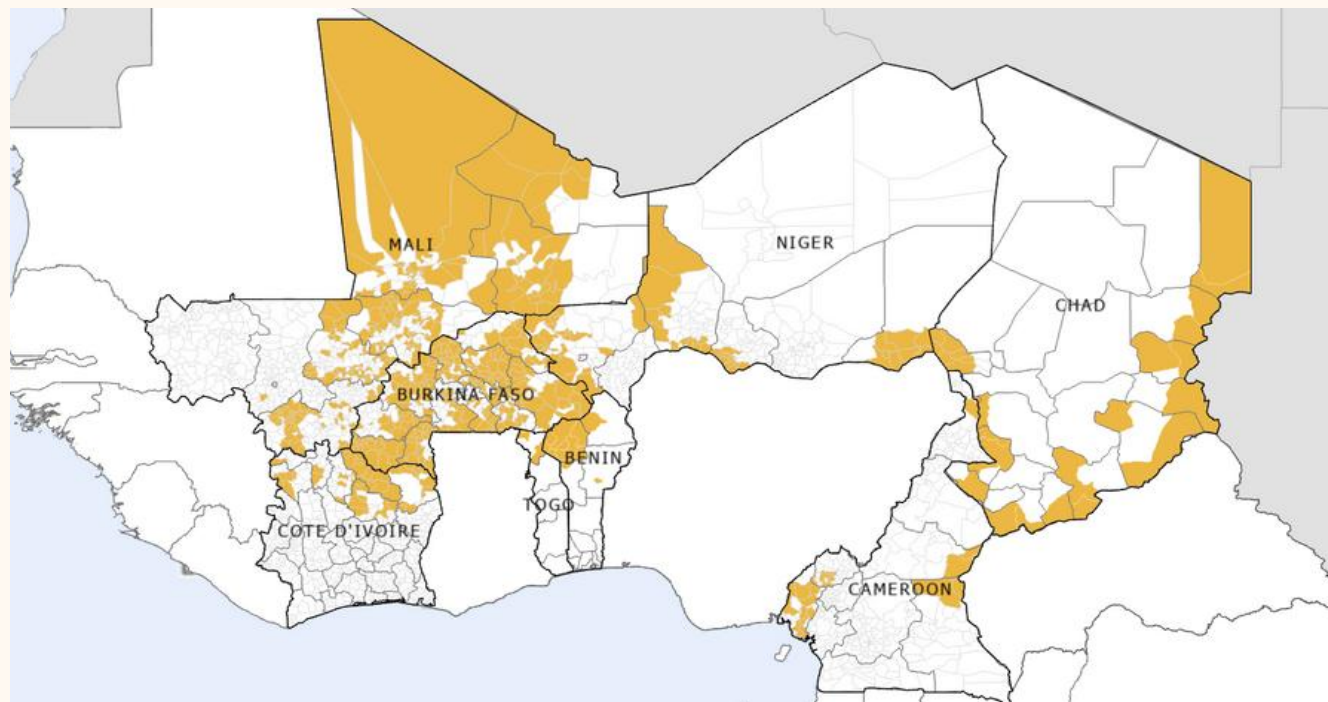 MALI
NIGER
CHAD
BURKINA FASO
BENIN
TOGO
COTE D'IVOIRE
CAMEROON